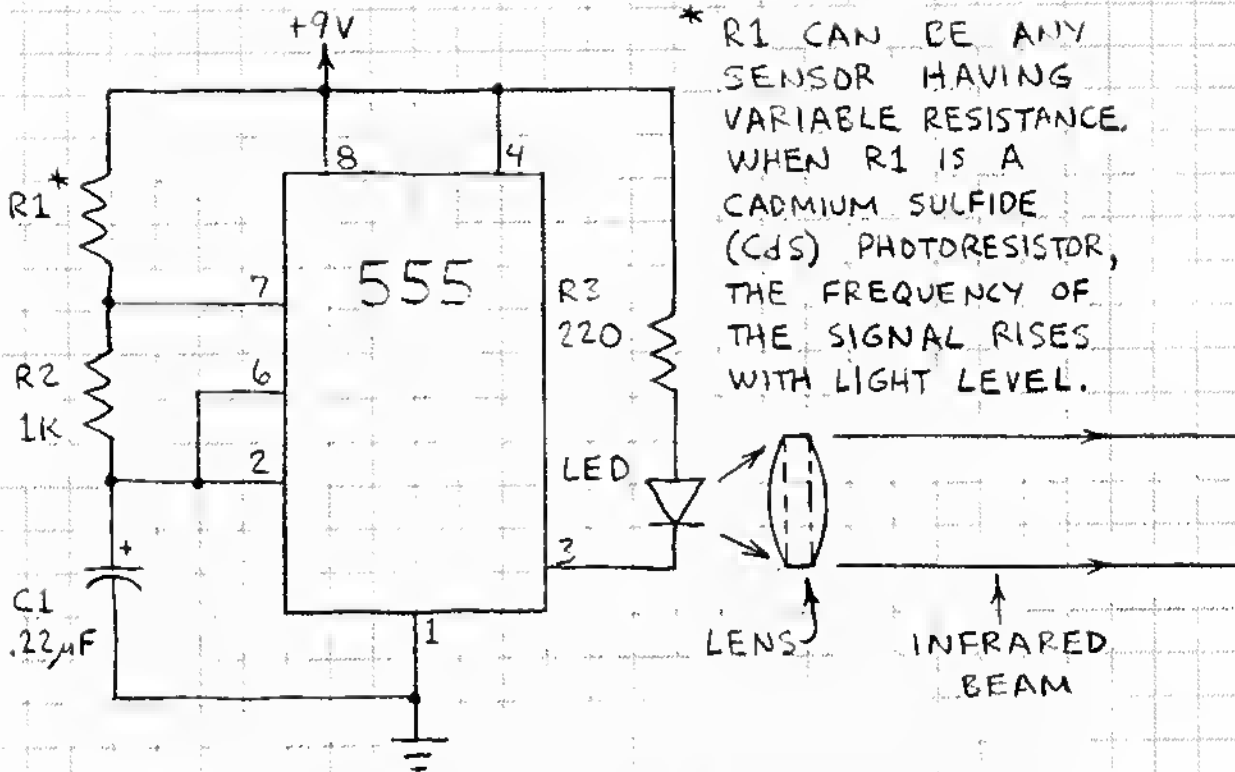 +9V
* R1 CAN BE ANY
SENSOR HAVING
VARIABLE RESISTANCE.
WHEN R1 IS A
CADMIUM SULFIDE
(CdS) PHOTORESISTOR,
THE FREQUENCY OF
THE SIGNAL RISES
WITH LIGHT LEVEL.
8
4
R1*
555
7
R3
220
R2
1K
6
2
LED
3
+
C1
.22µF
1
LENS
INFRARED
BEAM